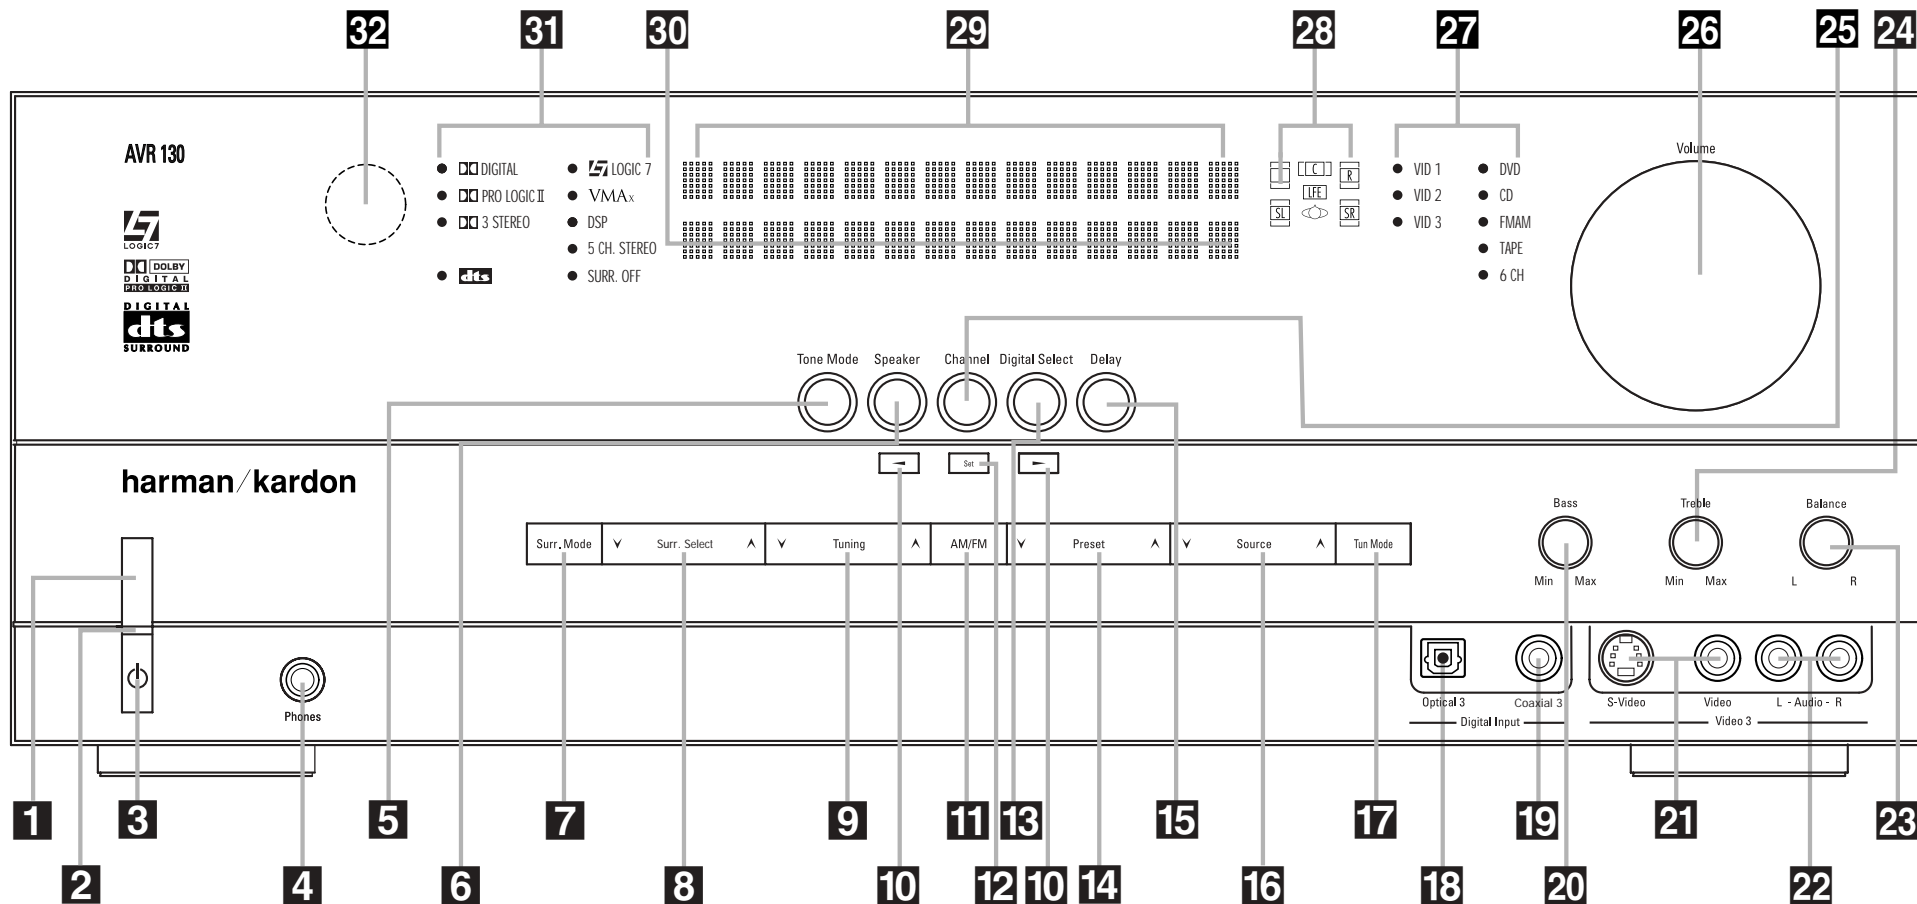 32 31 30 29 28 27 26 25 24
AVR 130
LOGIC7
DOLBY
DIGITAL
PRO LOGIC II
DIGITAL
dts
SURROUND
DIGITAL
PRO LOGIC II
3 STEREO
dts
LOGIC 7
VMAx
DSP
5 CH. STEREO
SURR. OFF
C R
LFE
SL SR
VID 1
VID 2
VID 3
DVD
CD
FMAM
TAPE
6 CH
Volume
Tone Mode Speaker Channel Digital Select Delay
harman/kardon
Set
Surr. Mode Surr. Select Tuning AM/FM Preset Source Tun Mode
Bass Treble Balance
Min Max Min Max L R
Phones
Optical 3 Coaxial 3 S-Video Video L - Audio - R
Digital Input Video 3
1 3 5 7 9 11 13 15 17 19 21 23
2 4 6 8 10 12 10 14 16 18 20 22